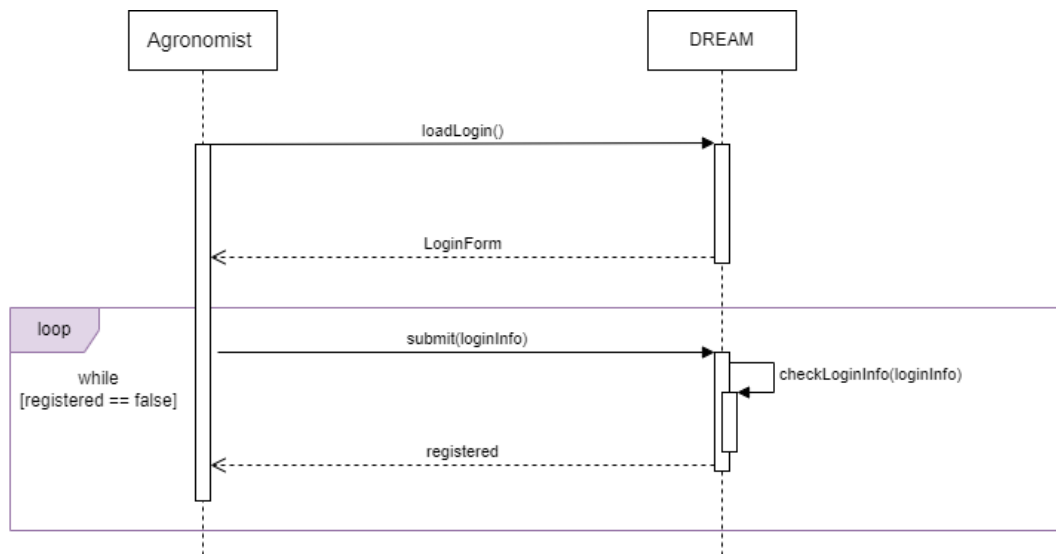 Agronomist
DREAM
loadLogin()
LoginForm
loop
submit(loginInfo)
while
[registered == false]
checkLoginInfo(loginInfo)
registered